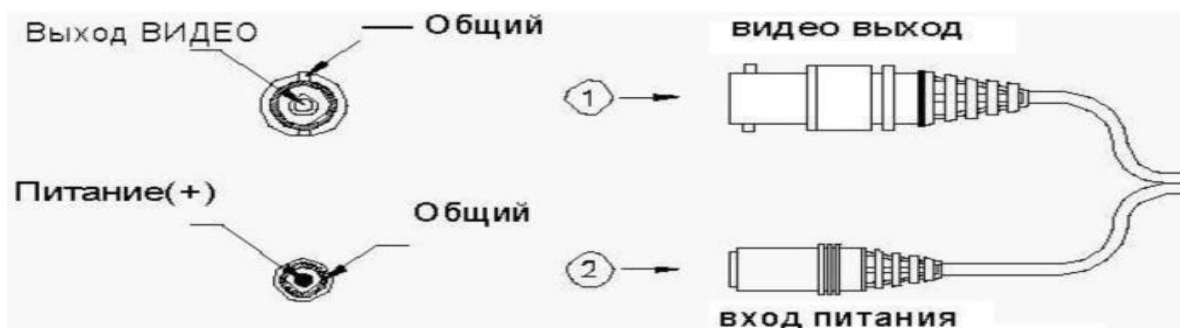 Выход ВИДЕО
Общий
видео выход
1
Питание(+)
Общий
2
вход питания